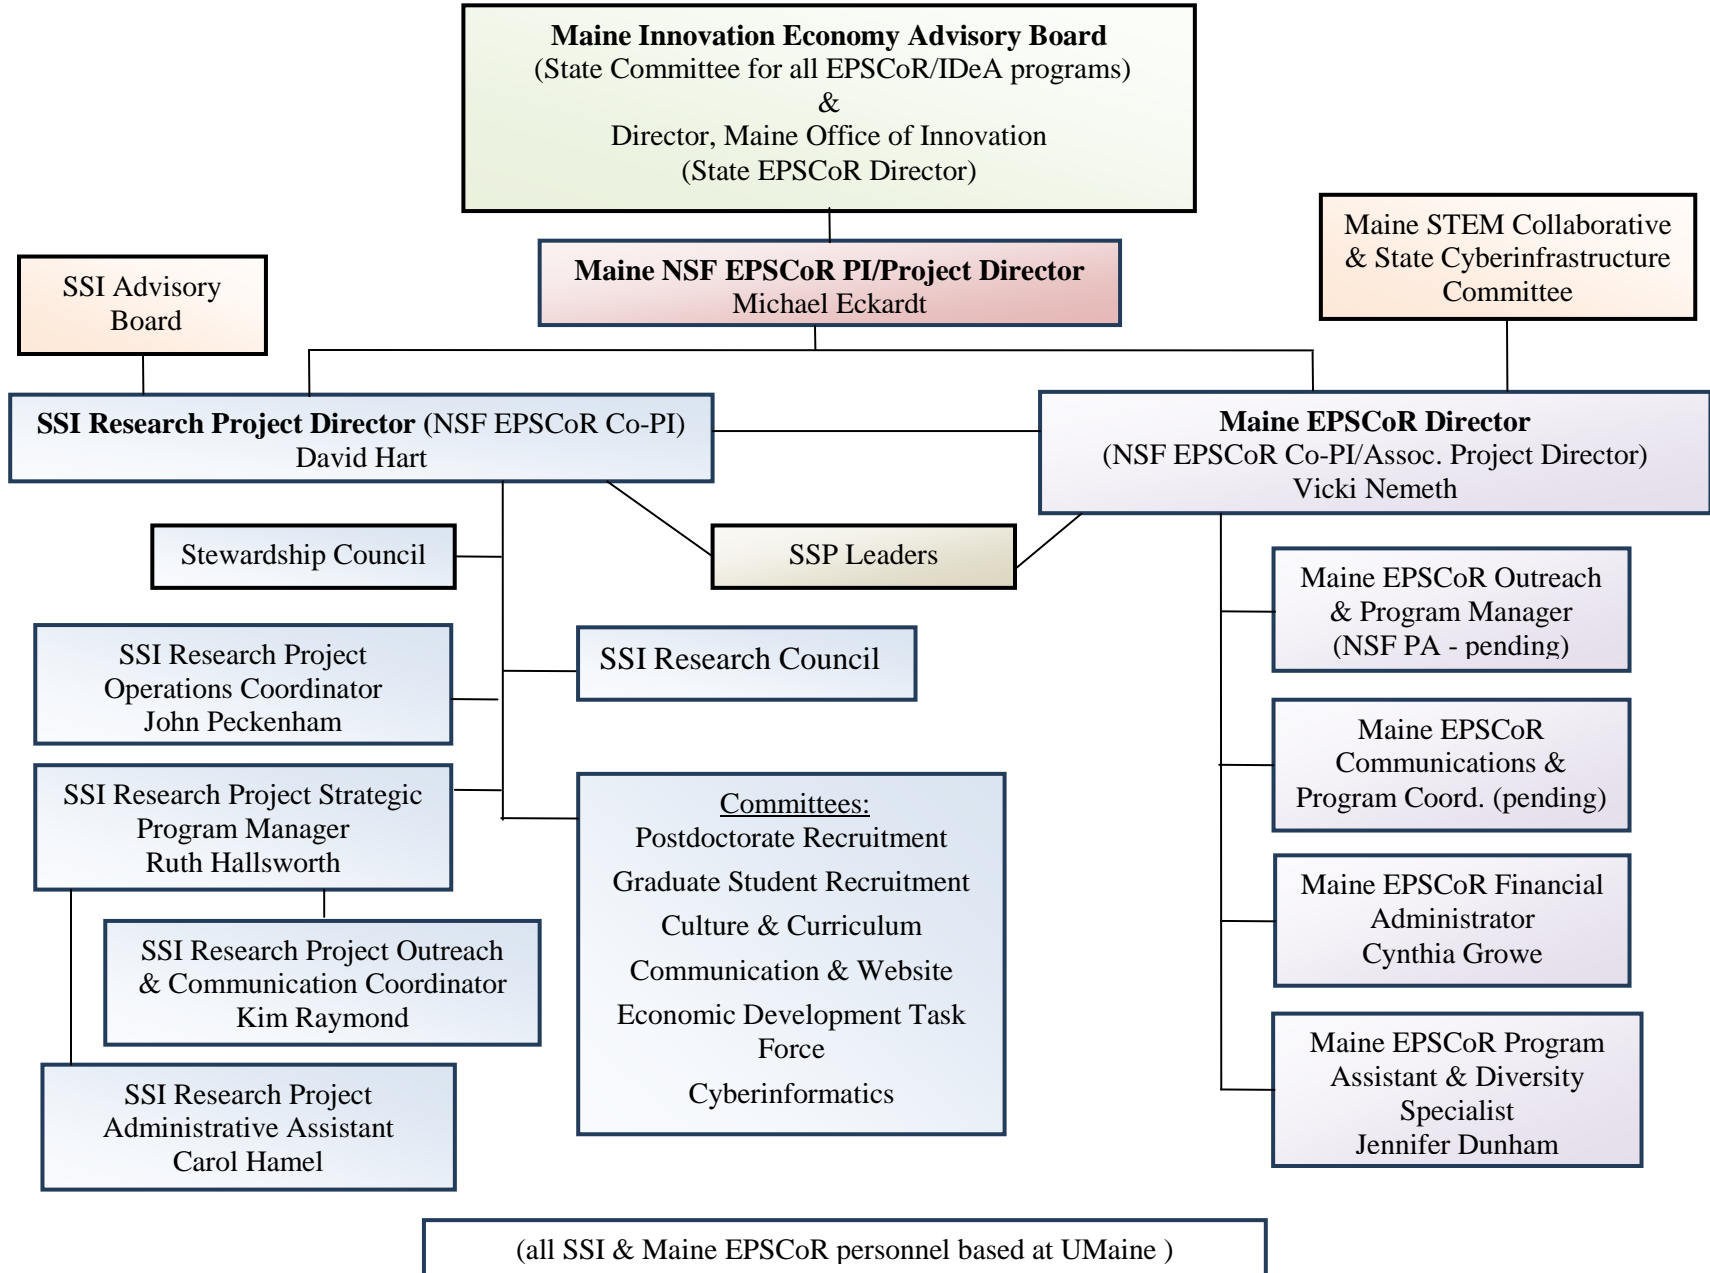 Maine Innovation Economy Advisory Board
(State Committee for all EPSCoR/IDeA programs)
&
Director, Maine Office of Innovation
(State EPSCoR Director)
Maine STEM Collaborative
& State Cyberinfrastructure
Committee
Maine NSF EPSCoR PI/Project Director
Michael Eckardt
SSI Advisory
Board
SSI Research Project Director (NSF EPSCoR Co-PI)
David Hart
Maine EPSCoR Director
(NSF EPSCoR Co-PI/Assoc. Project Director)
Vicki Nemeth
Stewardship Council
SSP Leaders
SSI Research Project
Operations Coordinator
John Peckenham
SSI Research Council
SSI Research Project Strategic
Program Manager
Ruth Hallsworth
SSI Research Project Outreach
& Communication Coordinator
Kim Raymond
SSI Research Project
Administrative Assistant
Carol Hamel
Committees:
Postdoctorate Recruitment
Graduate Student Recruitment
Culture & Curriculum
Communication & Website
Economic Development Task
Force
Cyberinformatics
Maine EPSCoR Outreach
& Program Manager
(NSF PA - pending)
Maine EPSCoR
Communications &
Program Coord. (pending)
Maine EPSCoR Financial
Administrator
Cynthia Growe
Maine EPSCoR Program
Assistant & Diversity
Specialist
Jennifer Dunham
(all SSI & Maine EPSCoR personnel based at UMaine )